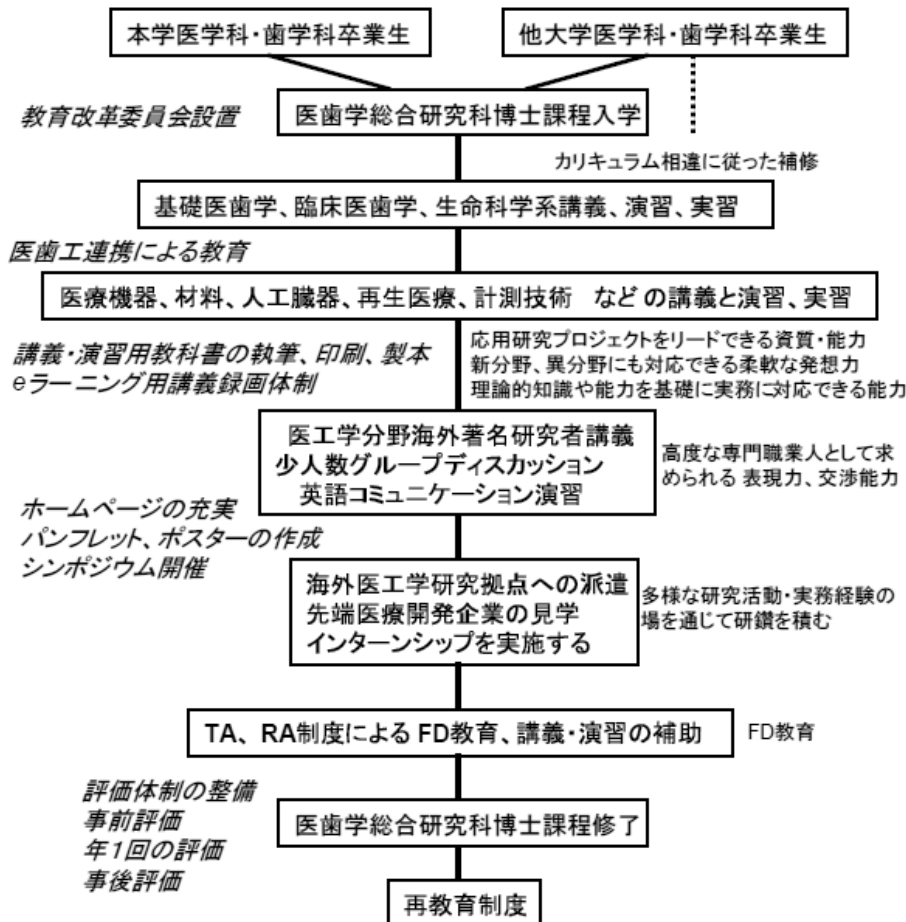 本学医学科・歯学科卒業生
他大学医学科・歯学科卒業生
教育改革委員会設置
医歯学総合研究科博士課程入学
カリキュラム相違に従った補修
基礎医歯学、臨床医歯学、生命科学系講義、演習、実習
医歯工連携による教育
医療機器、材料、人工臓器、再生医療、計測技術 などの講義と演習、実習
講義・演習用教科書の執筆、印刷、製本
eラーニング用講義録画体制
応用研究プロジェクトをリードできる資質・能力
新分野、異分野にも対応できる柔軟な発想力
理論的知識や能力を基礎に実務に対応できる能力
医工学分野海外著名研究者講義
少人数グループディスカッション
英語コミュニケーション演習
高度な専門職業人として求
められる 表現力、交渉能力
ホームページの充実
パンフレット、ポスターの作成
シンポジウム開催
海外医工学研究拠点への派遣
先端医療開発企業の見学
インターンシップを実施する
多様な研究活動・実務経験の
場を通じて研鑽を積む
TA、RA制度による FD教育、講義・演習の補助
FD教育
評価体制の整備
事前評価
年1回の評価
事後評価
医歯学総合研究科博士課程修了
再教育制度